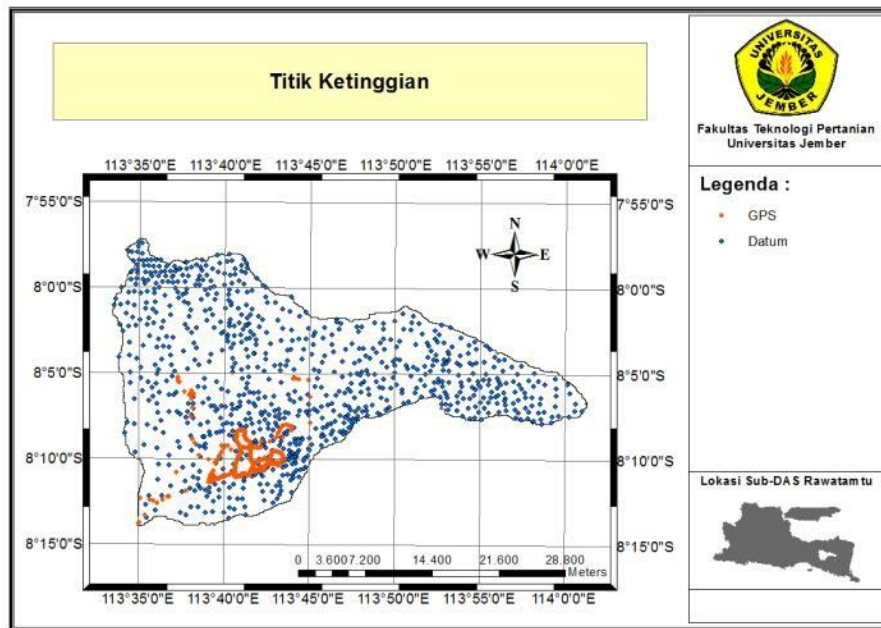 Titik Ketinggian
UNIVERSITAS
JEMBER
Fakultas Teknologi Pertanian
Universitas Jember
Legenda :
GPS
Datum
113°35'0"E 113°40'0"E 113°45'0"E 113°50'0"E 113°55'0"E 114°0'0"E
7°55'0"S 7°55'0"S
N
W E
S
8°0'0"S 8°0'0"S
8°5'0"S 8°5'0"S
8°10'0"S 8°10'0"S
8°15'0"S 8°15'0"S
0 3.6007.200 14.400 21.600 28.800
Meters
113°35'0"E 113°40'0"E 113°45'0"E 113°50'0"E 113°55'0"E 114°0'0"E
Lokasi Sub-DAS Rawatamtu